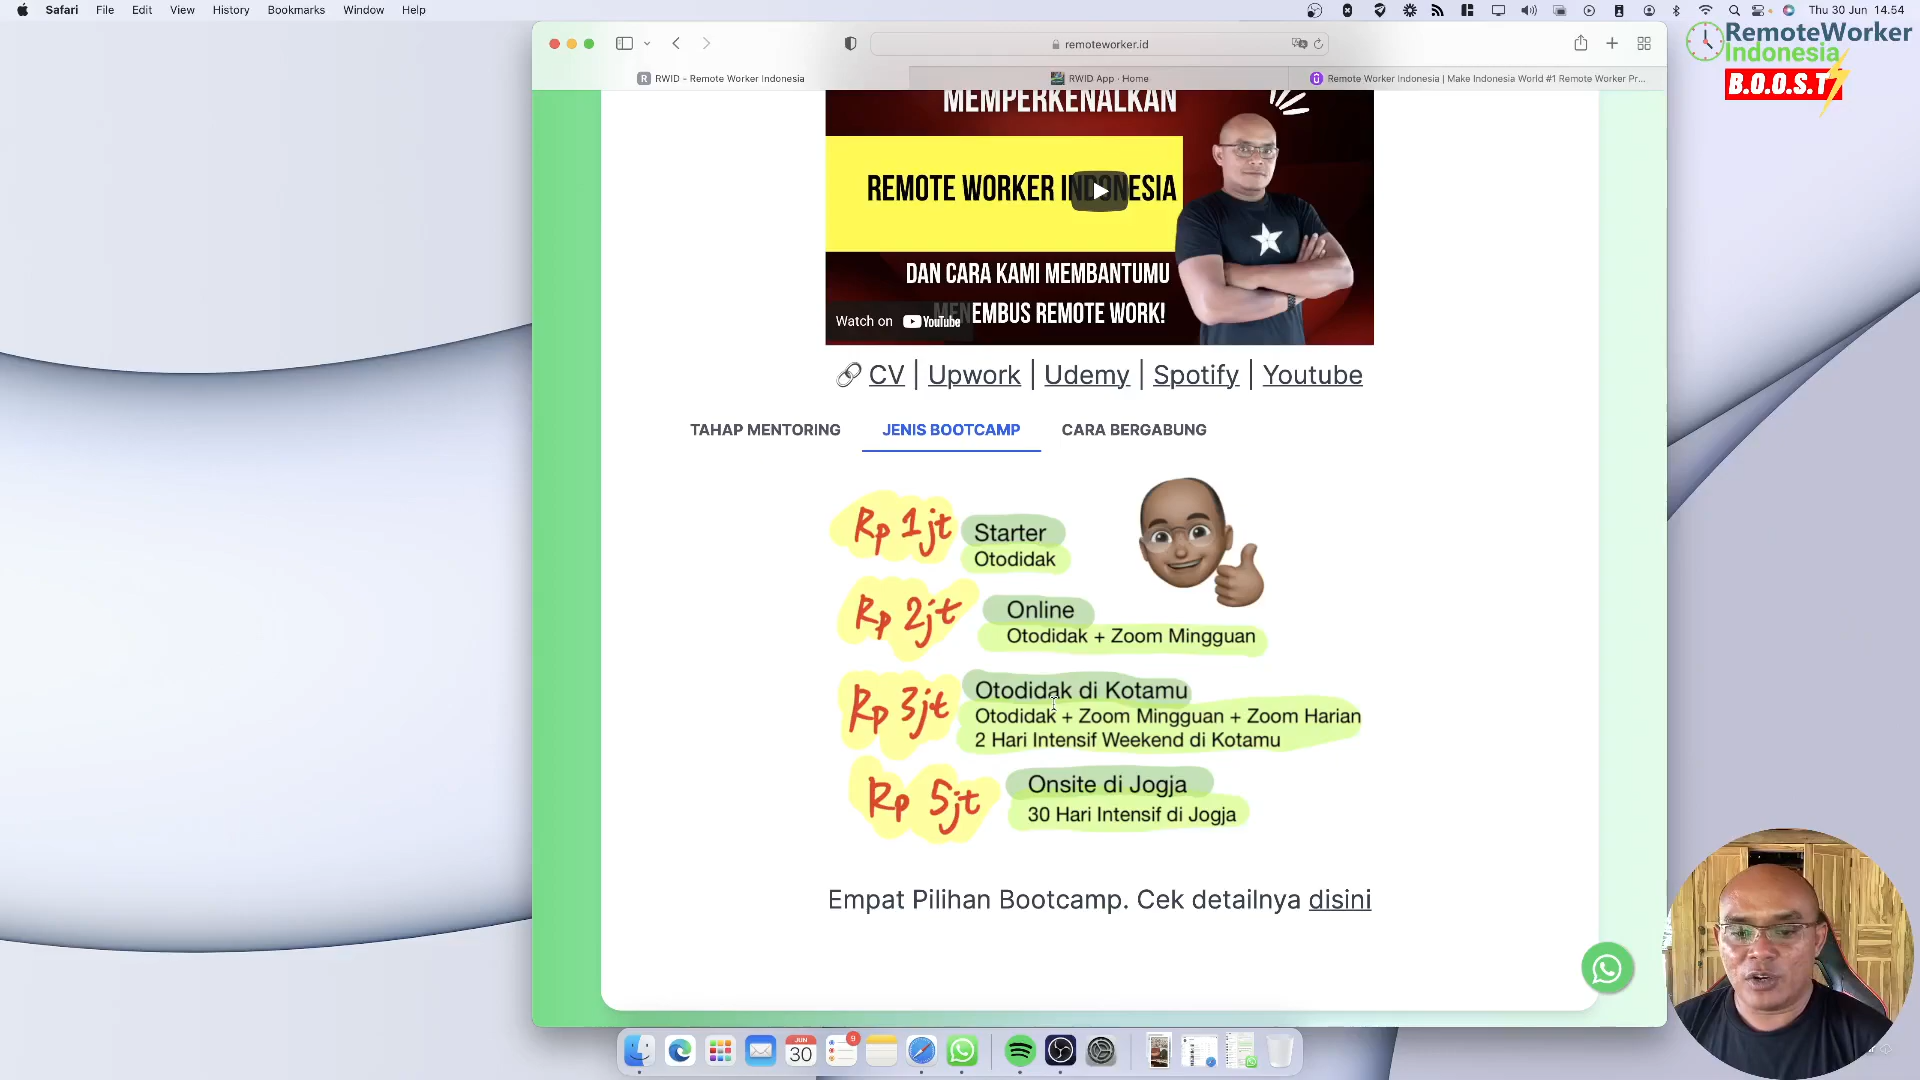 Safari File Edit View History Bookmarks Window Help
Thu 30 Jun 14.54
RemoteWorker
Indonesia
B.O.O.S.T
remoteworker.id
R RWID - Remote Worker Indonesia
RWID App · Home
Remote Worker Indonesia | Make Indonesia World #1 Remote Worker Pr...
MEMPERKENALKAN
REMOTE WORKER INDONESIA
DAN CARA KAMI MEMBANTUMU
MENEMBUS REMOTE WORK!
Watch on YouTube
CV | Upwork | Udemy | Spotify | Youtube
TAHAP MENTORING
JENIS BOOTCAMP
CARA BERGABUNG
Rp 1jt
Starter
Otodidak
Rp 2jt
Online
Otodidak + Zoom Mingguan
Rp 3jt
Otodidak di Kotamu
Otodidak + Zoom Mingguan + Zoom Harian
2 Hari Intensif Weekend di Kotamu
Rp 5jt
Onsite di Jogja
30 Hari Intensif di Jogja
Empat Pilihan Bootcamp. Cek detailnya disini
JUN
30
9